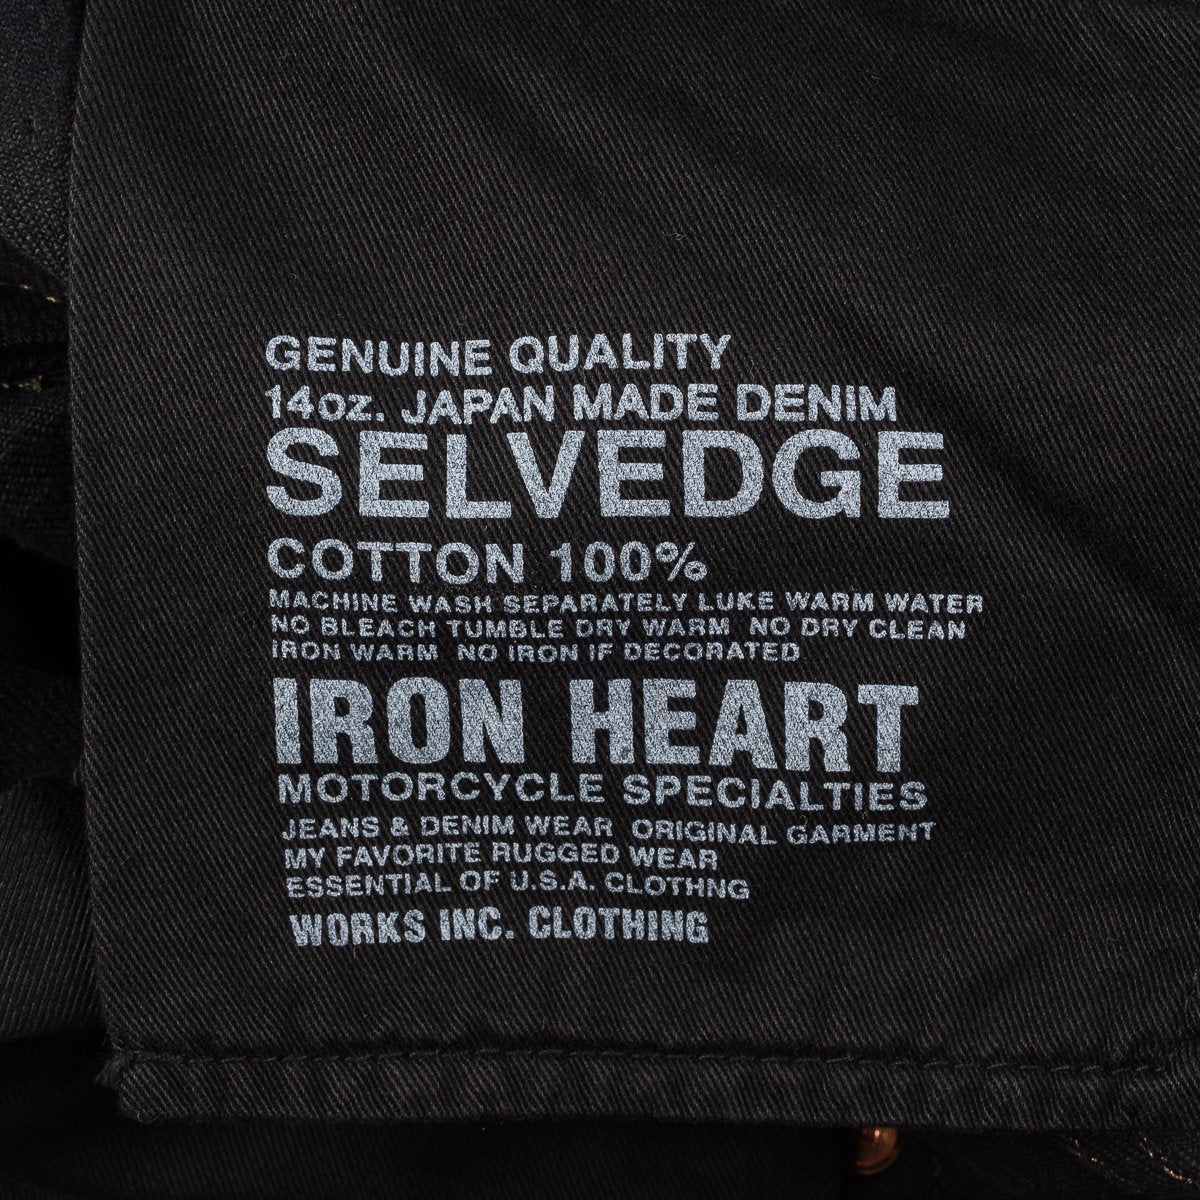 GENUINE QUALITY
14oz. JAPAN MADE DENIM
SELVEDGE
COTTON 100%
MACHINE WASH SEPARATELY LUKE WARM WATER
NO BLEACH TUMBLE DRY WARM NO DRY CLEAN
IRON WARM NO IRON IF DECORATED
IRON HEART
MOTORCYCLE SPECIALTIES
JEANS & DENIM WEAR ORIGINAL GARMENT
MY FAVORITE RUGGED WEAR
ESSENTIAL OF U.S.A. CLOTHNG
WORKS INC. CLOTHING